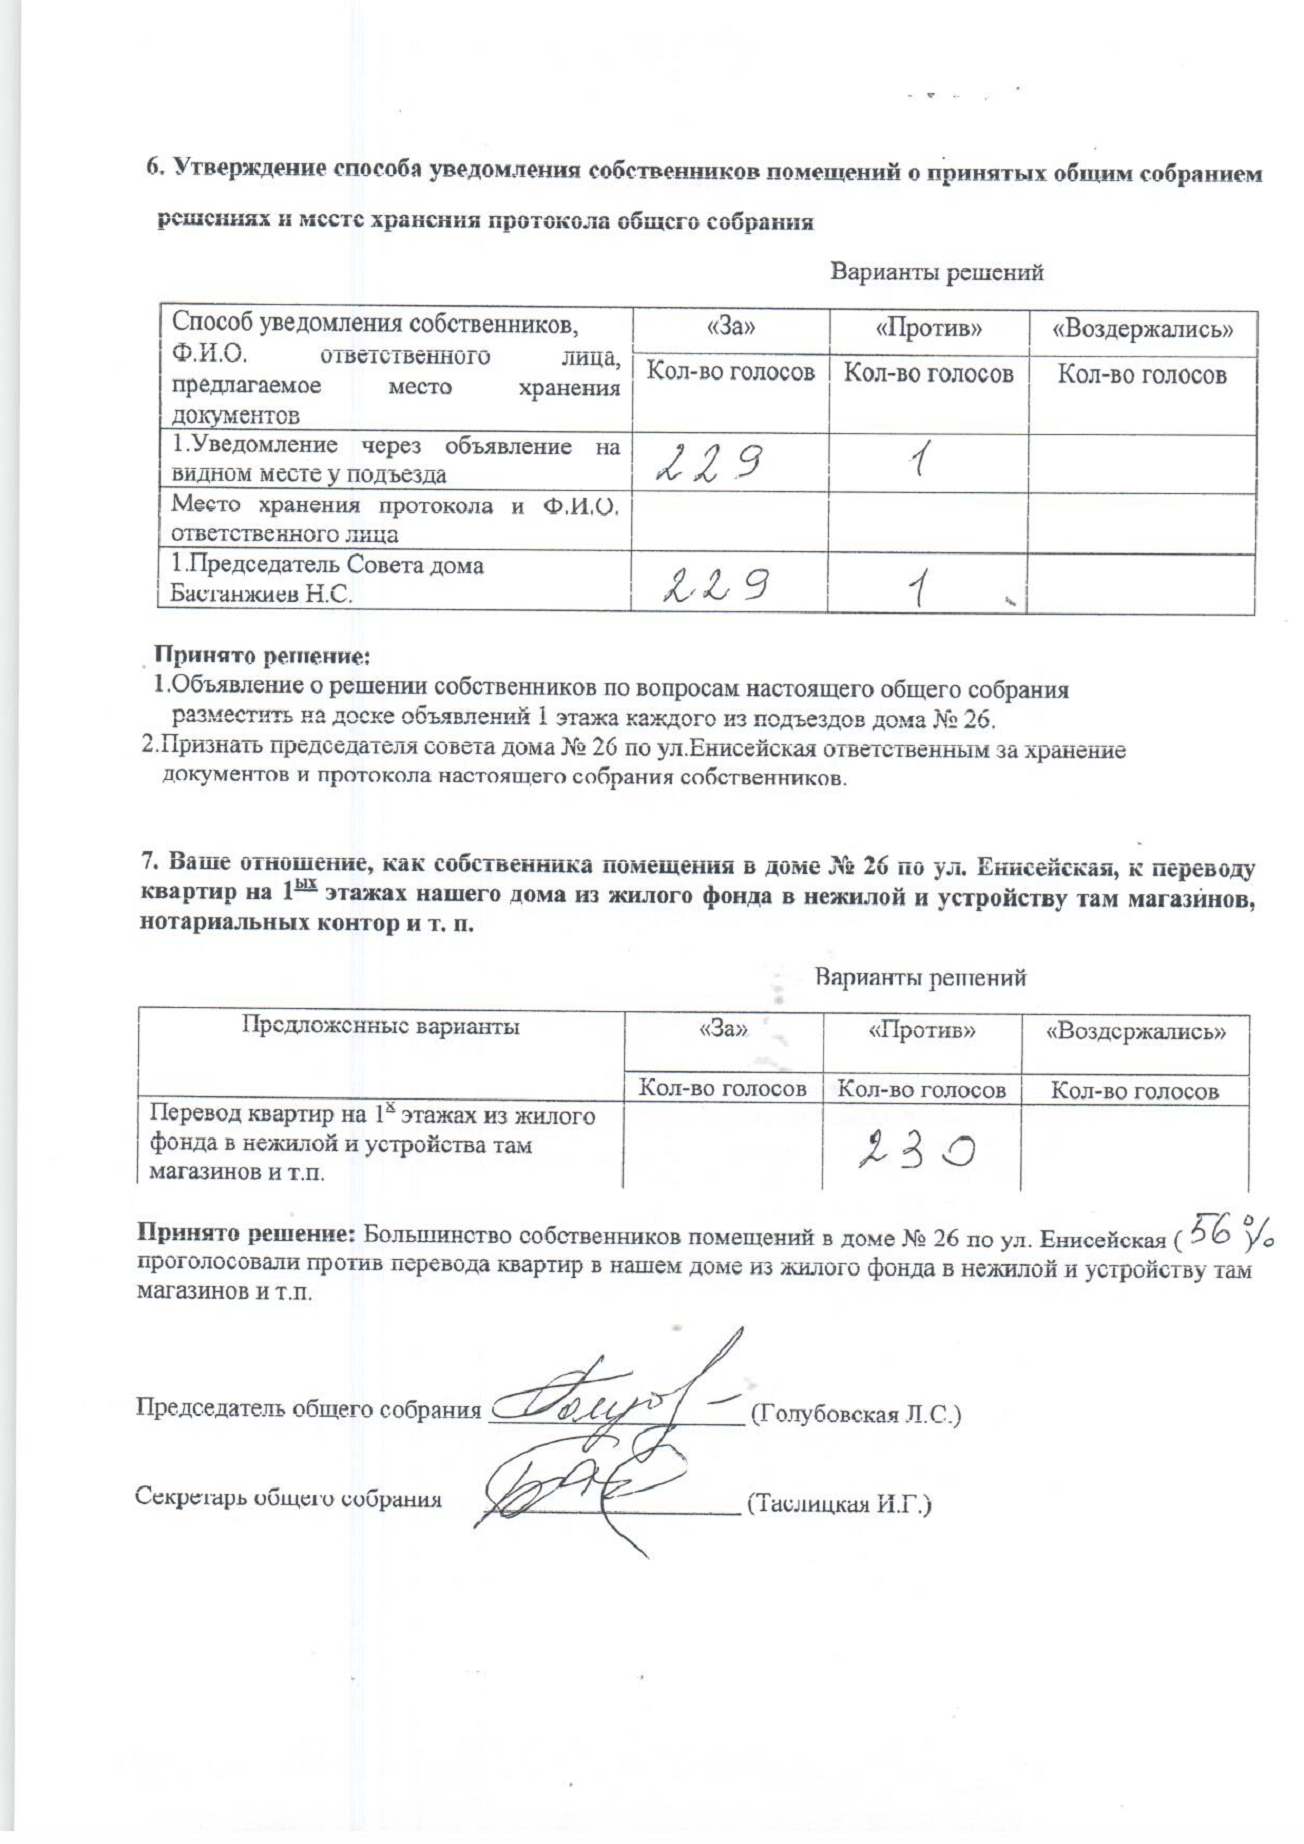 6. Утверждение способа уведомления собственников помещений о принятых общим собранием
решениях и месте хранения протокола общего собрания
Варианты решений
Способ уведомления собственников,
Ф.И.О. ответственного лица,
предлагаемое место хранения
документов
«За» «Против» «Воздержались»
Кол-во голосов Кол-во голосов Кол-во голосов
1.Уведомление через объявление на
видном месте у подъезда
229 1
Место хранения протокола и Ф.И.О.
ответственного лица
1.Председатель Совета дома
Бастанжиев Н.С.
229 1
Принято решение:
1.Объявление о решении собственников по вопросам настоящего общего собрания
разместить на доске объявлений 1 этажа каждого из подъездов дома № 26.
2.Признать председателя совета дома № 26 по ул.Енисейская ответственным за хранение
документов и протокола настоящего собрания собственников.
7. Ваше отношение, как собственника помещения в доме № 26 по ул. Енисейская, к переводу
квартир на 1ых этажах нашего дома из жилого фонда в нежилой и устройству там магазинов,
нотариальных контор и т. п.
Варианты решений
Предложенные варианты «За» «Против» «Воздержались»
Кол-во голосов Кол-во голосов Кол-во голосов
Перевод квартир на 1х этажах из жилого
фонда в нежилой и устройства там
магазинов и т.п.
230
Принято решение: Большинство собственников помещений в доме № 26 по ул. Енисейская ( 56 % )
проголосовали против перевода квартир в нашем доме из жилого фонда в нежилой и устройству там
магазинов и т.п.
Председатель общего собрания (Голубовская Л.С.)
Секретарь общего собрания (Таслицкая И.Г.)